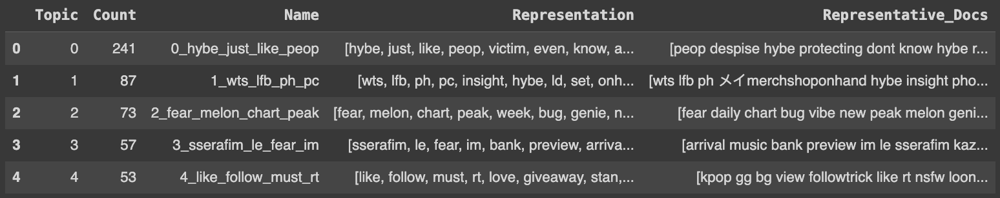 Topic Count Name Representation Representative_Docs
0 0 241 0_hybe_just_like_peop [hybe, just, like, peop, victim, even, know, a... [peop despise hybe protecting dont know hybe r...
1 1 87 1_wts_lfb_ph_pc [wts, lfb, ph, pc, insight, hybe, ld, set, onh... [wts lfb ph メイmerchshoponhand hybe insight pho...
2 2 73 2_fear_melon_chart_peak [fear, melon, chart, peak, week, bug, genie, n... [fear daily chart bug vibe new peak melon geni...
3 3 57 3_sserafim_le_fear_im [sserafim, le, fear, im, bank, preview, arriva... [arrival music bank preview im le sserafim kaz...
4 4 53 4_like_follow_must_rt [like, follow, must, rt, love, giveaway, stan,... [kpop gg bg view followtrick like rt nsfw loon...